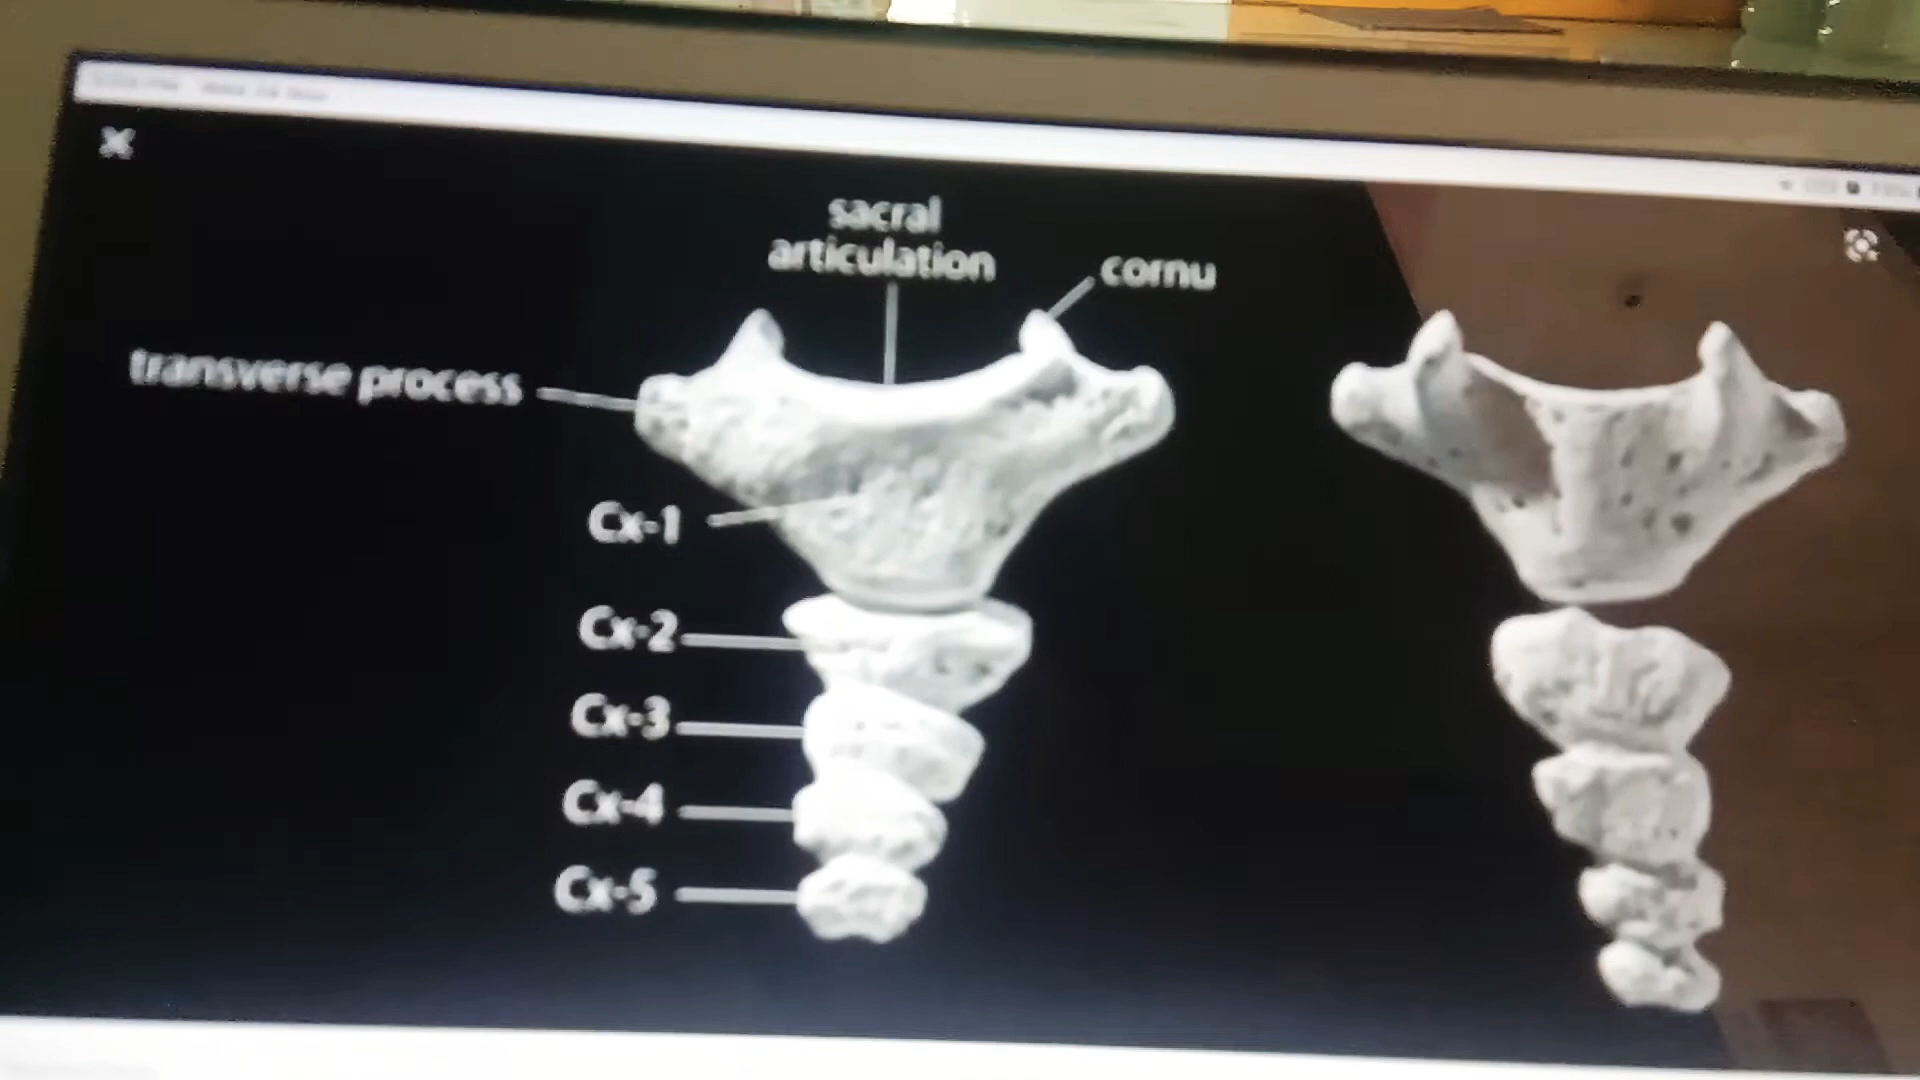 sacral
articulation
cornu
transverse process
Cx-1
Cx-2
Cx-3
Cx-4
Cx-5